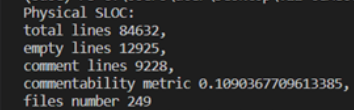 Physical SLOC:
total lines 84632,
empty lines 12925,
comment lines 9228,
commentability metric 0.1090367709613385,
files number 249